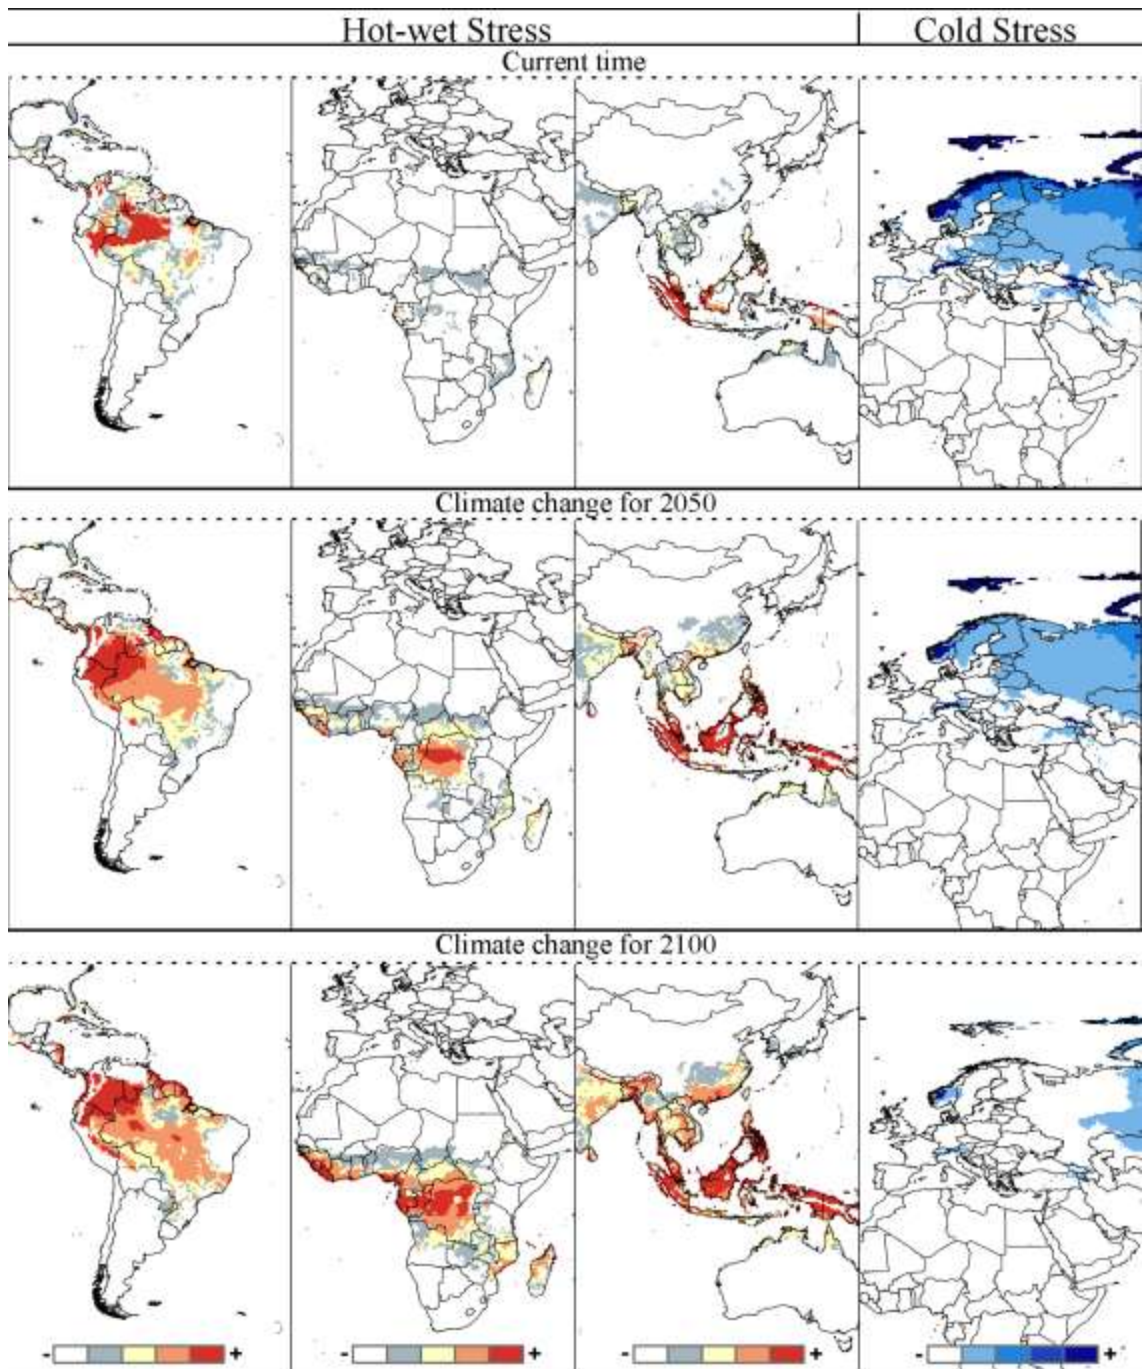 Hot-wet Stress
Cold Stress
Current time
Climate change for 2050
Climate change for 2100
- +
- +
- +
- +